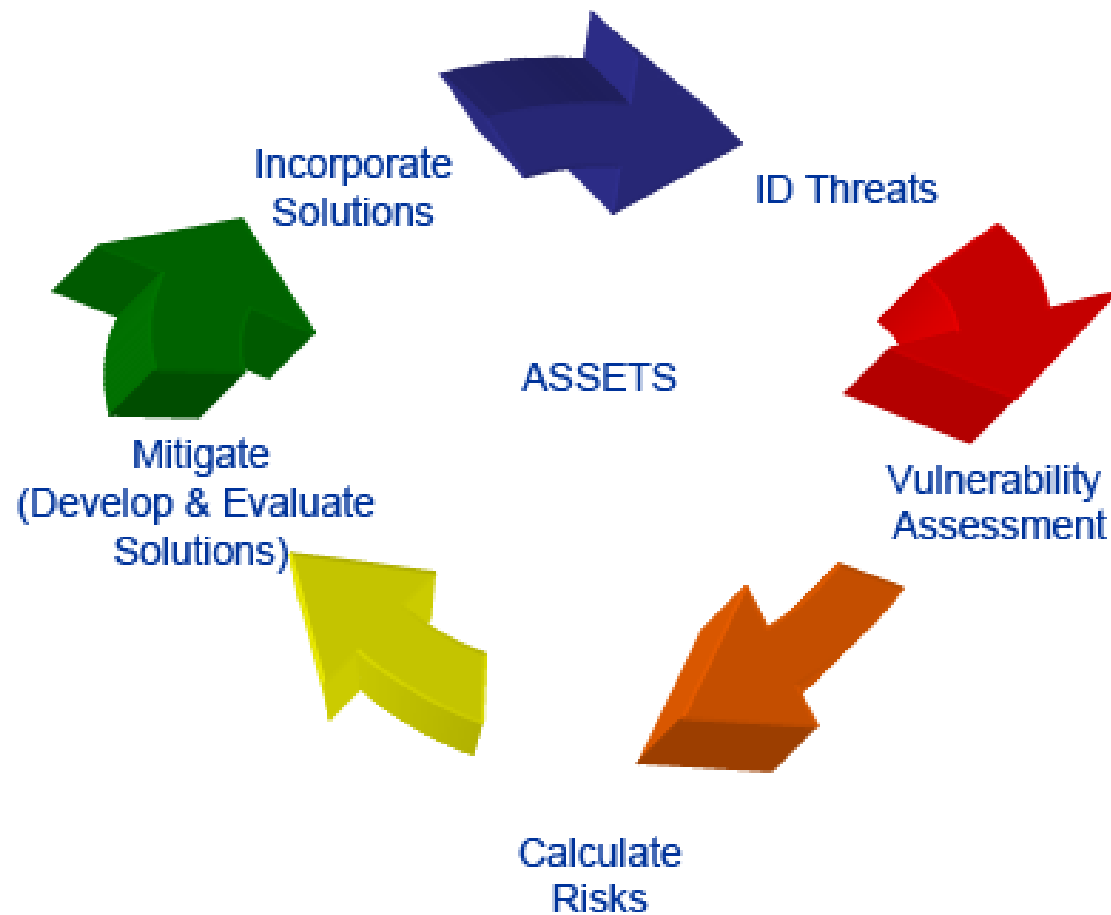 Incorporate
Solutions
ID Threats
ASSETS
Mitigate
(Develop & Evaluate
Solutions)
Vulnerability
Assessment
Calculate
Risks